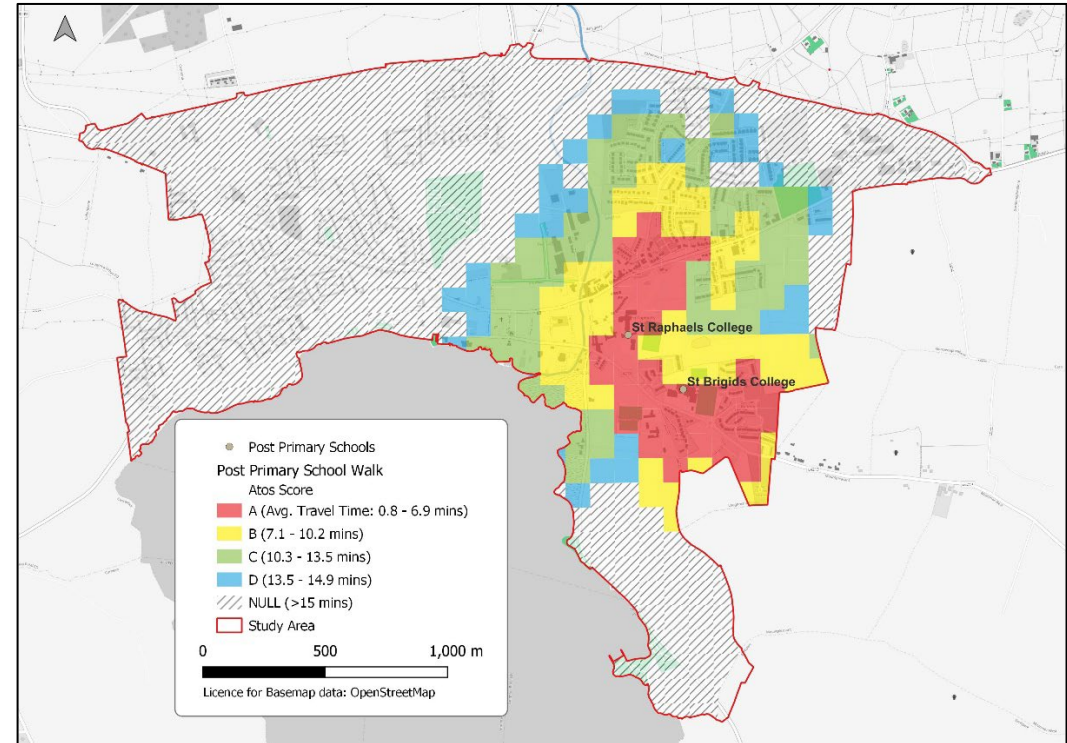 St Raphaels College
St Brigids College
Post Primary Schools
Post Primary School Walk
Atos Score
A (Avg. Travel Time: 0.8 - 6.9 mins)
B (7.1 - 10.2 mins)
C (10.3 - 13.5 mins)
D (13.5 - 14.9 mins)
NULL (>15 mins)
Study Area
0 500 1,000 m
Licence for Basemap data: OpenStreetMap